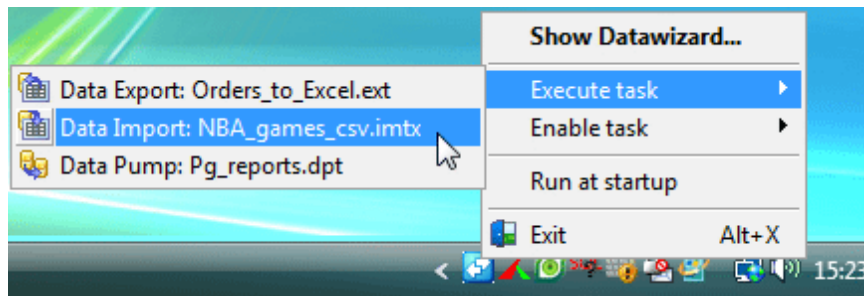 Show Datawizard...
Execute task
Enable task
Run at startup
Exit Alt+X
Data Export: Orders_to_Excel.ext
Data Import: NBA_games_csv.imtx
Data Pump: Pg_reports.dpt
15:23